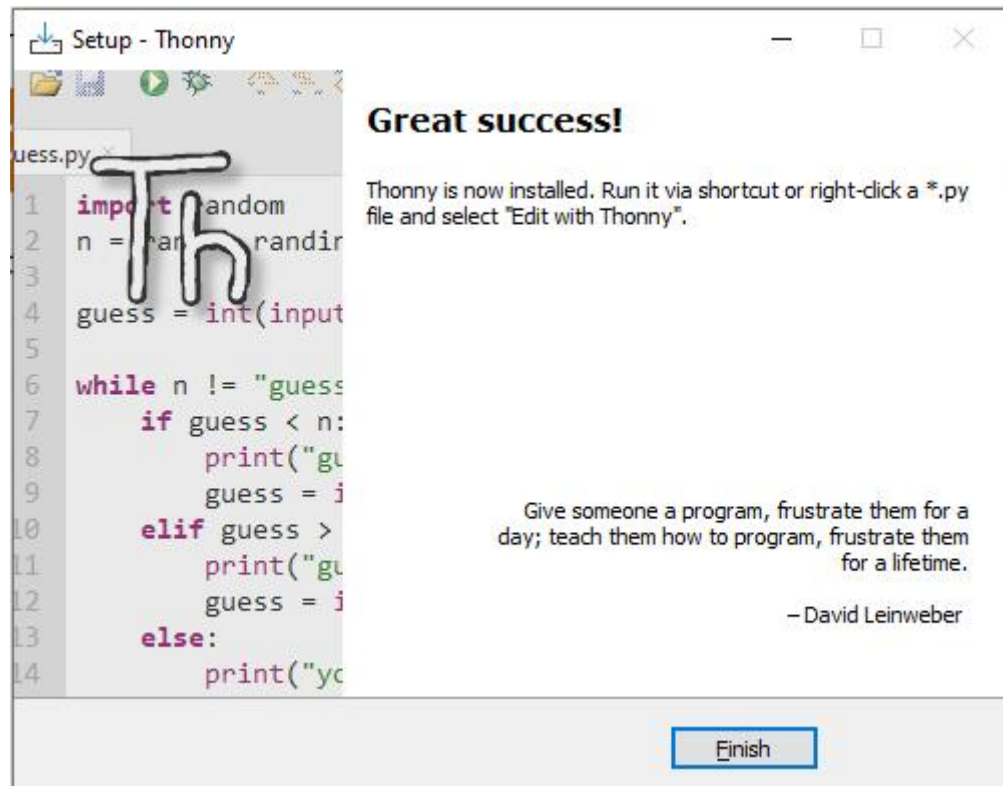 Setup - Thonny
uess.py ×
Th
1 import random
2 n = ran randin
3
4 guess = int(input
5
6 while n != "guess
7 if guess < n:
8 print("gu
9 guess = i
10 elif guess >
11 print("gu
12 guess = i
13 else:
14 print("yo
Great success!
Thonny is now installed. Run it via shortcut or right-click a *.py
file and select "Edit with Thonny".
Give someone a program, frustrate them for a
day; teach them how to program, frustrate them
for a lifetime.
– David Leinweber
Finish